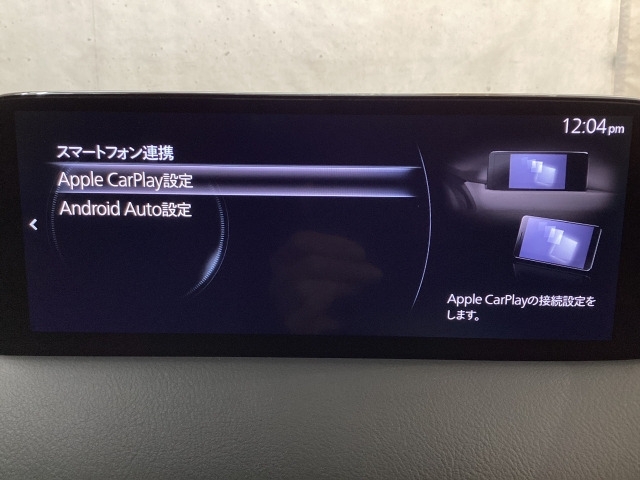 12:04 pm
スマートフォン連携
Apple CarPlay設定
Android Auto設定
Apple CarPlayの接続設定を
します。